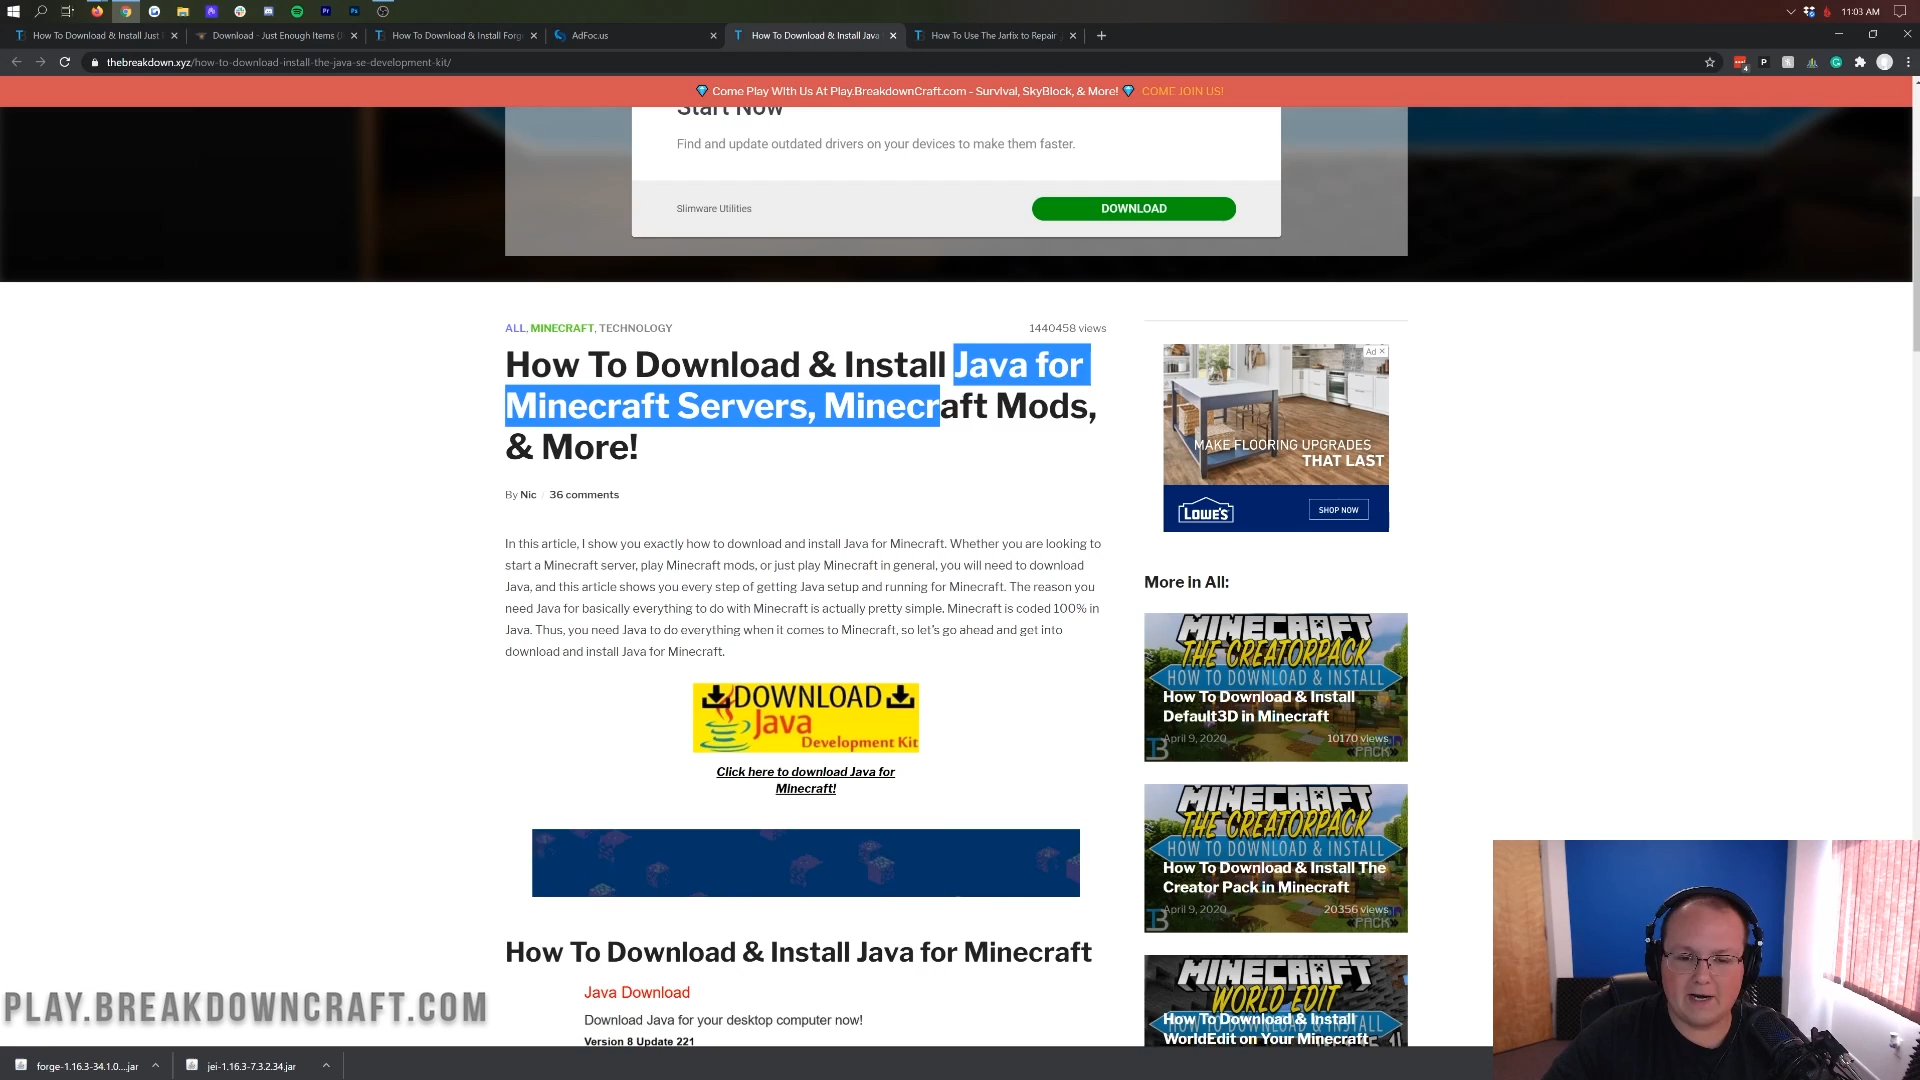 11:03 AM
How To Download & Install Just
Download - Just Enough Items (J
How To Download & Install Forg
AdFoc.us
How To Download & Install Java
How To Use The Jarfix to Repair
thebreakdown.xyz/how-to-download-install-the-java-se-development-kit/
Come Play With Us At Play.BreakdownCraft.com - Survival, SkyBlock, & More! COME JOIN US!
Start Now
Find and update outdated drivers on your devices to make them faster.
Slimware Utilities
DOWNLOAD
ALL, MINECRAFT, TECHNOLOGY
1440458 views
How To Download & Install Java for
Minecraft Servers, Minecraft Mods,
& More!
By Nic / 36 comments
In this article, I show you exactly how to download and install Java for Minecraft. Whether you are looking to
start a Minecraft server, play Minecraft mods, or just play Minecraft in general, you will need to download
Java, and this article shows you every step of getting Java setup and running for Minecraft. The reason you
need Java for basically everything to do with Minecraft is actually pretty simple. Minecraft is coded 100% in
Java. Thus, you need Java to do everything when it comes to Minecraft, so let's go ahead and get into
download and install Java for Minecraft.
DOWNLOAD
Java
Development Kit
Click here to download Java for
Minecraft!
How To Download & Install Java for Minecraft
Java Download
Download Java for your desktop computer now!
Version 8 Update 221
Ad
MAKE FLOORING UPGRADES
THAT LAST
LOWE'S
SHOP NOW
More in All:
MINECRAFT
THE CREATORPACK
HOW TO DOWNLOAD & INSTALL
How To Download & Install
Default3D in Minecraft
April 9, 2020
10170 views
PACK
MINECRAFT
THE CREATORPACK
HOW TO DOWNLOAD & INSTALL
How To Download & Install The
Creator Pack in Minecraft
April 9, 2020
20356 views
PACK
MINECRAFT
WORLD EDIT
How To Download & Install
WorldEdit on Your Minecraft
PLAY.BREAKDOWNCRAFT.COM
forge-1.16.3-34.1.0....jar
jei-1.16.3-7.3.2.34.jar